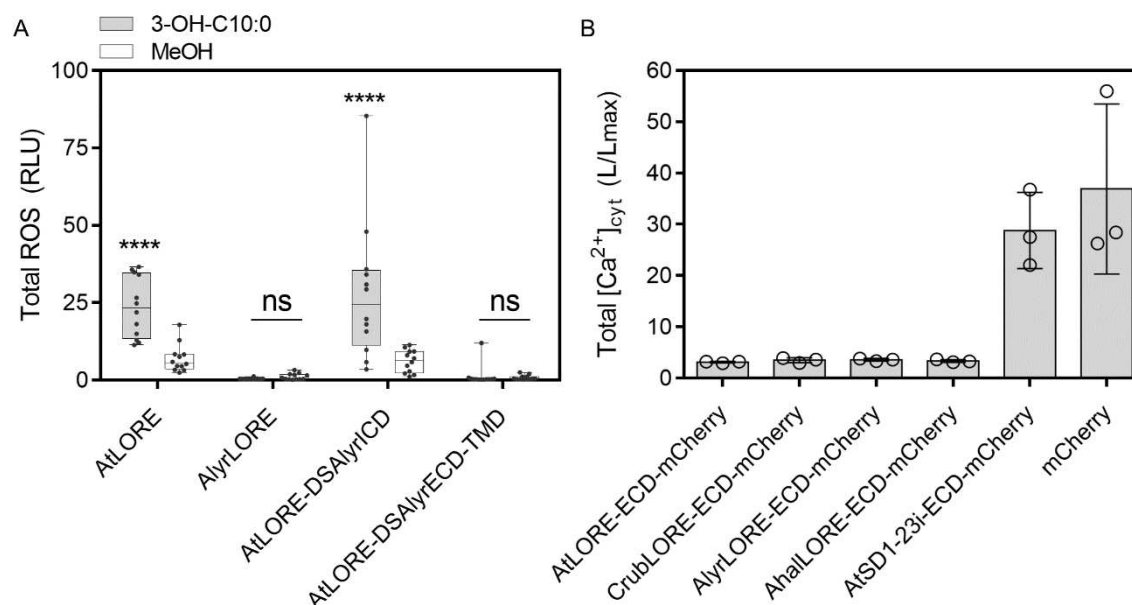 A
3-OH-C10:0
MeOH
Total ROS (RLU)
100
75
50
25
0
****
ns
****
ns
AtLORE
AlyrLORE
AtLORE-DSAlyrICD
AtLORE-DSAlyrECD-TMD
B
Total [Ca²⁺]cyt (L/Lmax)
60
50
40
30
20
10
0
AtLORE-ECD-mCherry
CrubLORE-ECD-mCherry
AlyrLORE-ECD-mCherry
AhalLORE-ECD-mCherry
AtSD1-23i-ECD-mCherry
mCherry